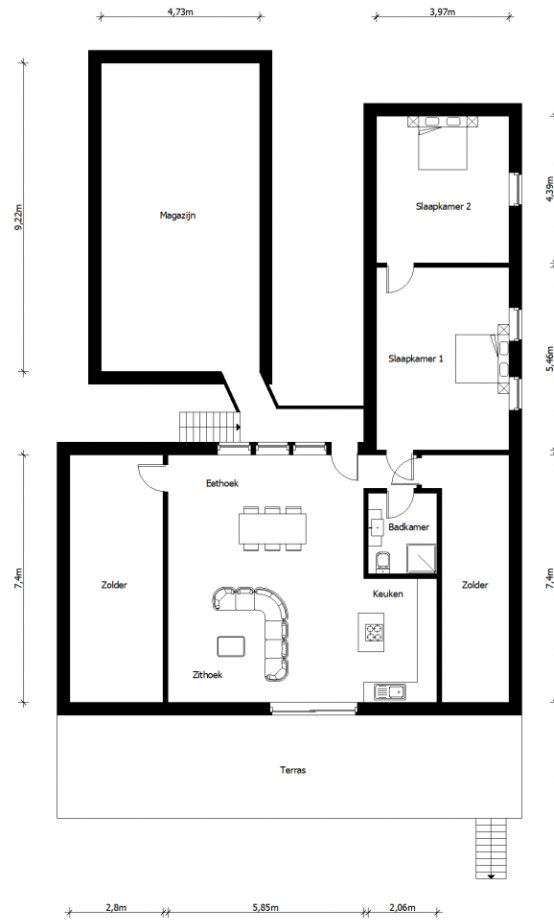 4,73m
3,97m
9,22m
4,39m
Slaapkamer 2
Magazijn
Slaapkamer 1
5,46m
Eethoek
Badkamer
7,4m
Zolder
Zolder
7,4m
Keuken
Zithoek
Terras
2,8m
5,85m
2,06m